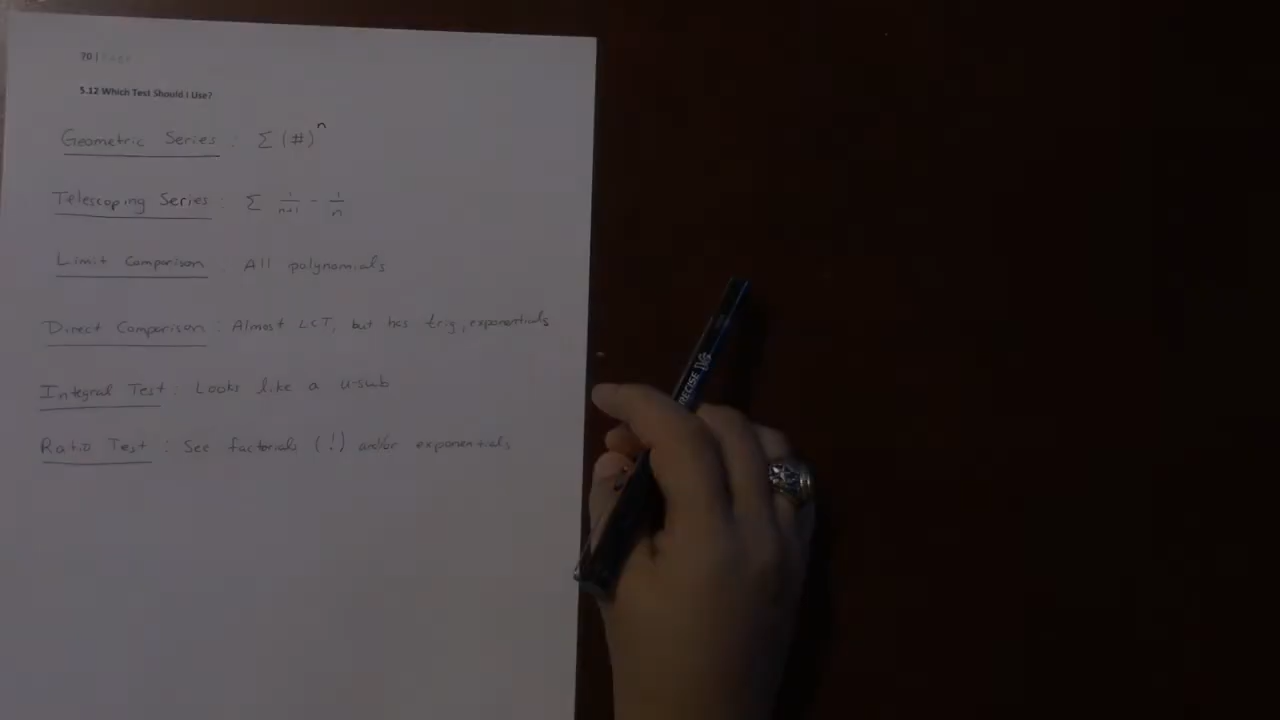 70 | Page
5.12 Which Test Should I Use?
Geometric Series : Σ (#)ⁿ
Telescoping Series : Σ 1/(n+1) - 1/n
Limit Comparison : All polynomials
Direct Comparison : Almost LCT, but has trig, exponentials
Integral Test : Looks like a u-sub
Ratio Test : See factorials (!) and/or exponentials